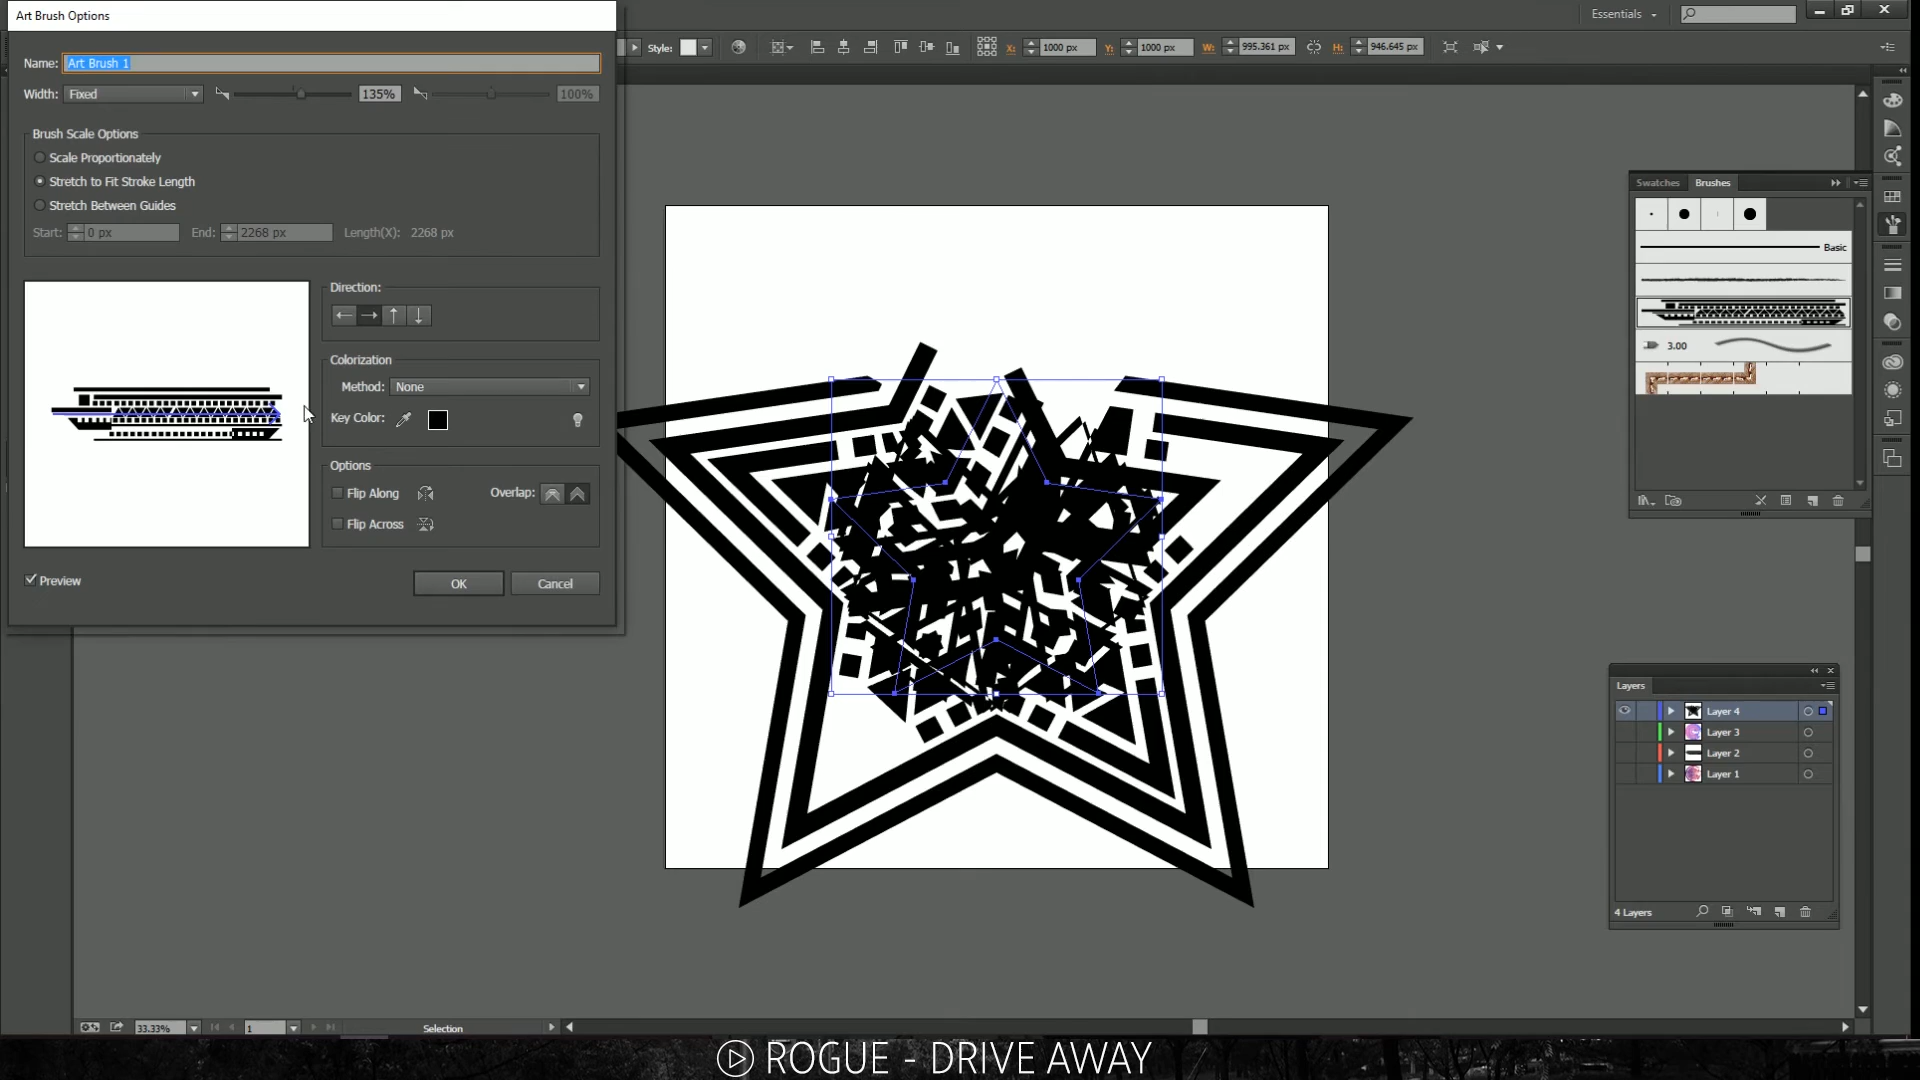 Art Brush Options
Essentials
Style:
X: 1000 px Y: 1000 px W: 995.361 px H: 946.645 px
Name: Art Brush 1
Width: Fixed 135% 100%
Brush Scale Options
Scale Proportionately
Stretch to Fit Stroke Length
Stretch Between Guides
Start: 0 px End: 2268 px Length(X): 2268 px
Direction:
Colorization
Method: None
Key Color:
Options
Flip Along Overlap:
Flip Across
Preview
OK Cancel
Swatches Brushes
Basic
3.00
Layers
Layer 4
Layer 3
Layer 2
Layer 1
4 Layers
33.33% 1 Selection
ROGUE - DRIVE AWAY